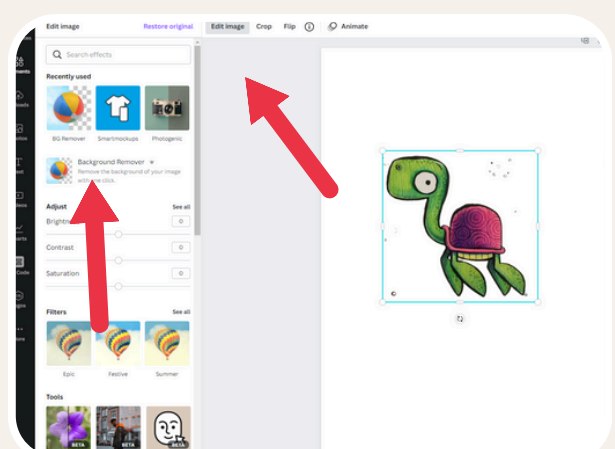 Edit image
Restore original
Edit image
Crop
Flip
Animate
Search effects
Recently used
BG Remover
Smartmockups
Photogenic
Background Remover
Remove the background of your image
with one click.
Adjust
See all
0
Contrast
0
Saturation
0
Filters
See all
Epic
Festive
Summer
Tools
BETA
BETA
BETA
©